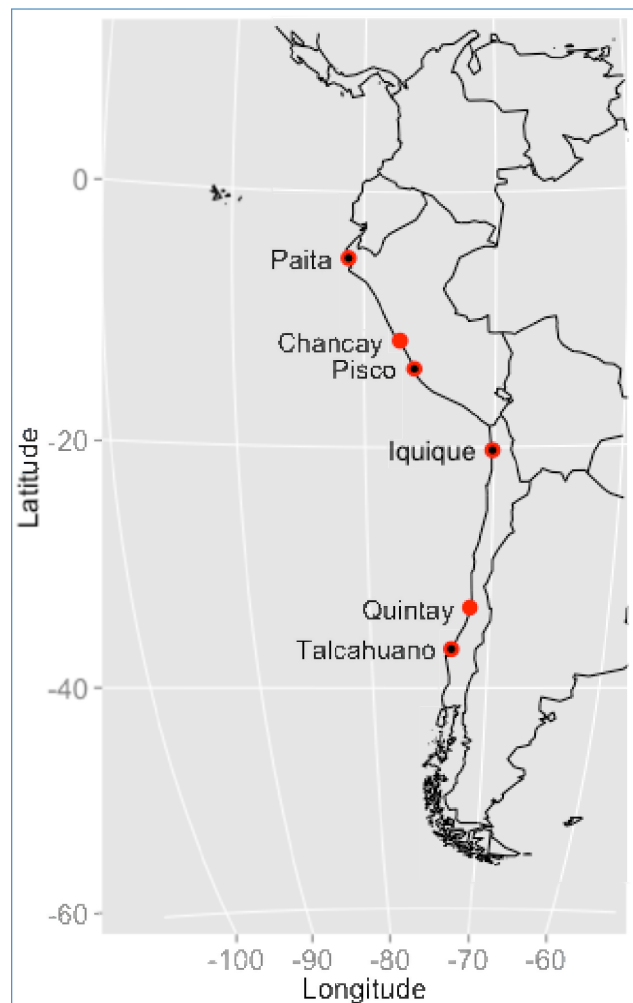 0
Paita
Chancay
Pisco
-20
Iquique
Latitude
Quintay
Talcahuano
-40
-60
-100 -90 -80 -70 -60
Longitude